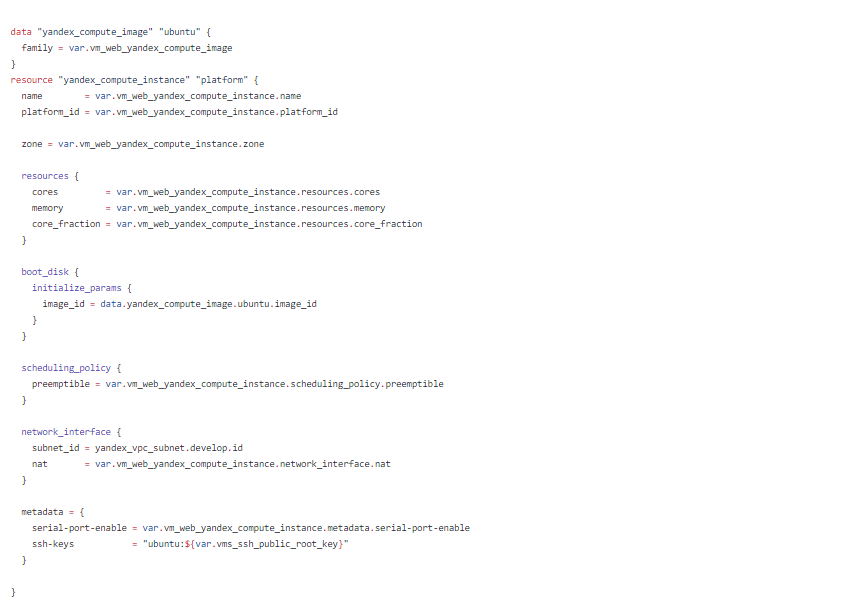 data "yandex_compute_image" "ubuntu" {
  family = var.vm_web_yandex_compute_image
}
resource "yandex_compute_instance" "platform" {
  name        = var.vm_web_yandex_compute_instance.name
  platform_id = var.vm_web_yandex_compute_instance.platform_id

  zone = var.vm_web_yandex_compute_instance.zone

  resources {
    cores         = var.vm_web_yandex_compute_instance.resources.cores
    memory        = var.vm_web_yandex_compute_instance.resources.memory
    core_fraction = var.vm_web_yandex_compute_instance.resources.core_fraction
  }

  boot_disk {
    initialize_params {
      image_id = data.yandex_compute_image.ubuntu.image_id
    }
  }

  scheduling_policy {
    preemptible = var.vm_web_yandex_compute_instance.scheduling_policy.preemptible
  }

  network_interface {
    subnet_id = yandex_vpc_subnet.develop.id
    nat       = var.vm_web_yandex_compute_instance.network_interface.nat
  }

  metadata = {
    serial-port-enable = var.vm_web_yandex_compute_instance.metadata.serial-port-enable
    ssh-keys           = "ubuntu:${var.vms_ssh_public_root_key}"
  }

}